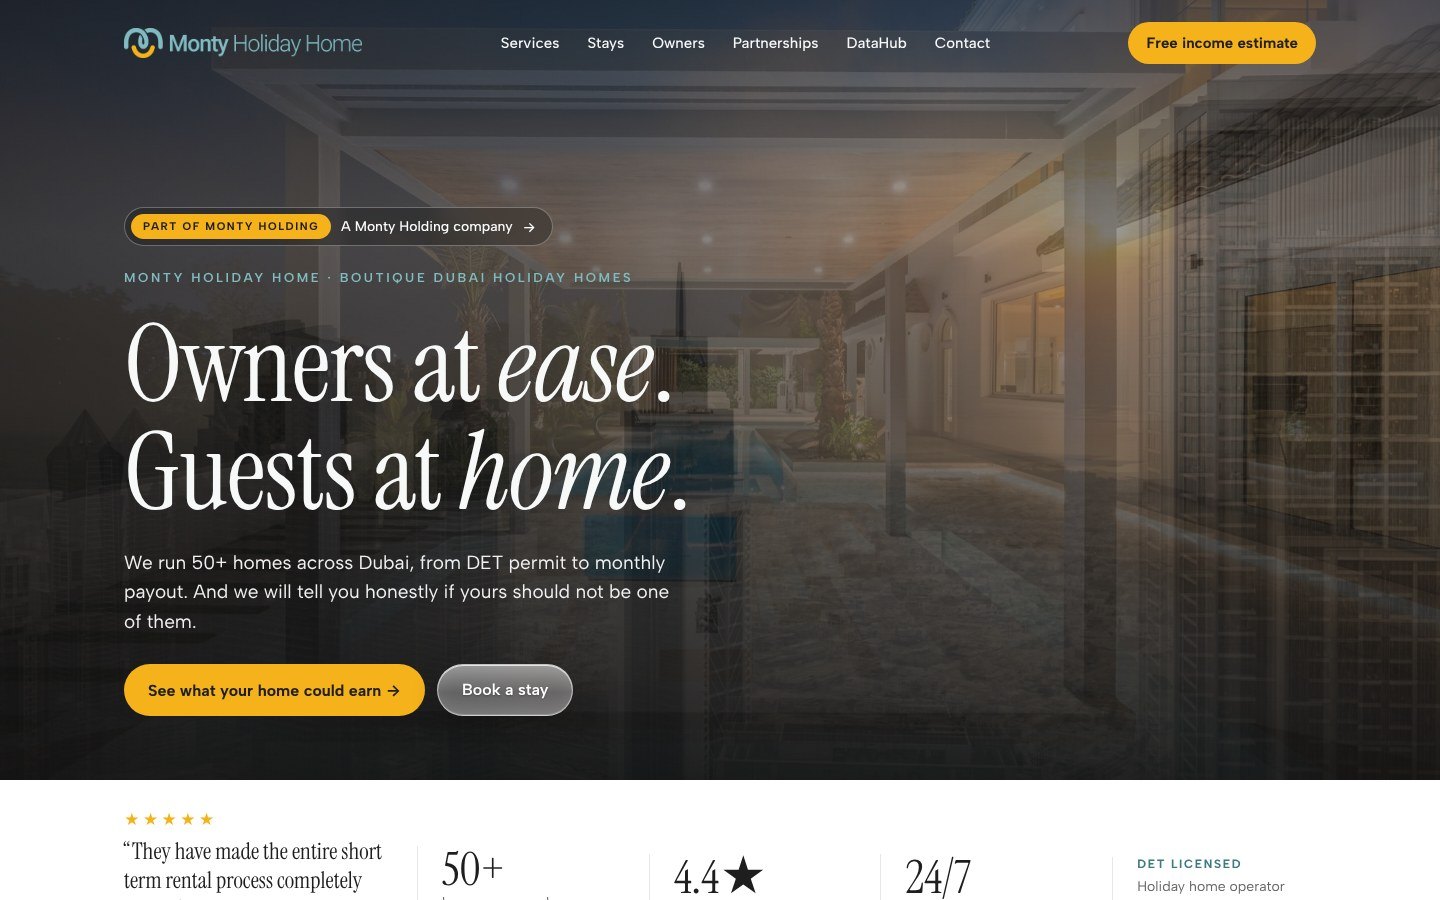 Monty Holiday Home
Services
Stays
Owners
Partnerships
DataHub
Contact
Free income estimate
PART OF MONTY HOLDING A Monty Holding company →
MONTY HOLIDAY HOME · BOUTIQUE DUBAI HOLIDAY HOMES
Owners at ease.
Guests at home.
We run 50+ homes across Dubai, from DET permit to monthly
payout. And we will tell you honestly if yours should not be one
of them.
See what your home could earn →
Book a stay
★★★★★
“They have made the entire short
term rental process completely
50+
4.4★
24/7
DET LICENSED
Holiday home operator